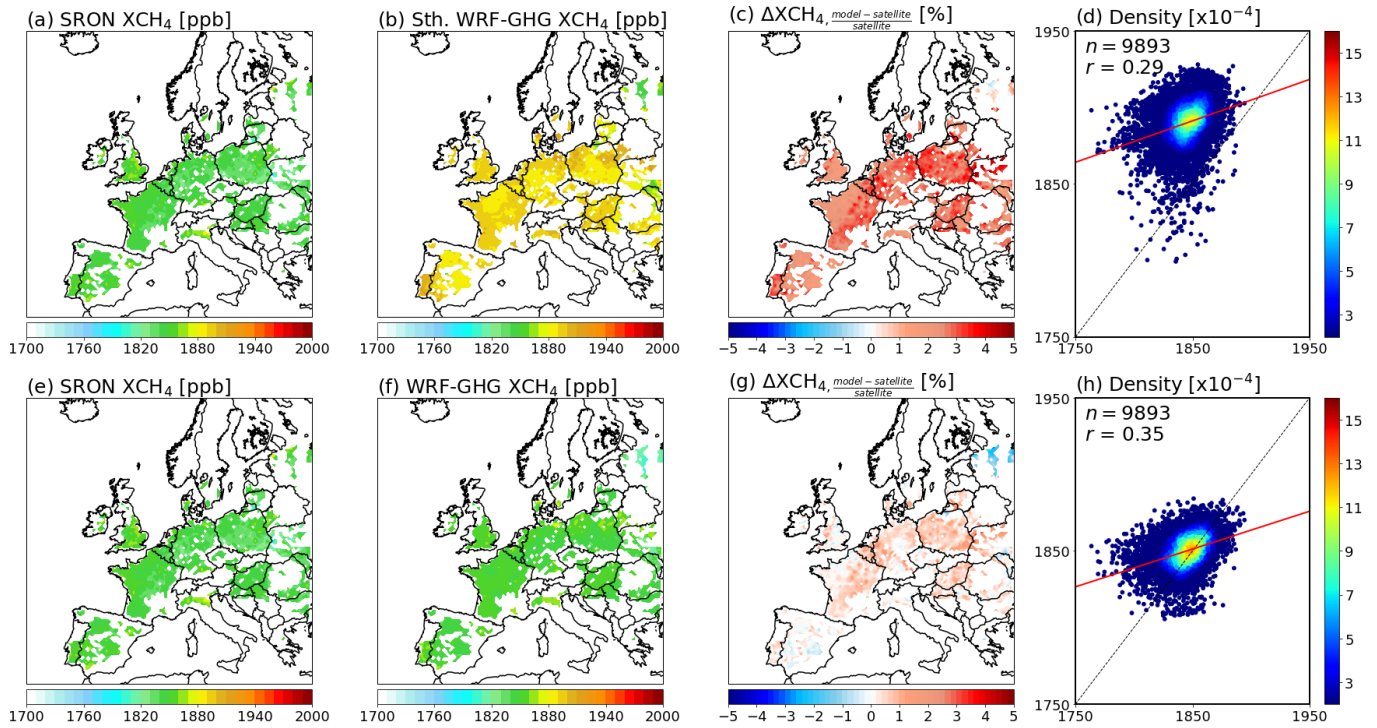 (a) SRON XCH₄ [ppb]
(b) Sth. WRF-GHG XCH₄ [ppb]
(c) ΔXCH₄, model−satellite/satellite [%]
(d) Density [x10⁻⁴]
1700 1760 1820 1880 1940 2000
1700 1760 1820 1880 1940 2000
−5 −4 −3 −2 −1 0 1 2 3 4 5
n = 9893
r = 0.29
1950
1850
1750
1750 1850 1950
15
13
11
9
7
5
3
(e) SRON XCH₄ [ppb]
(f) WRF-GHG XCH₄ [ppb]
(g) ΔXCH₄, model−satellite/satellite [%]
(h) Density [x10⁻⁴]
1700 1760 1820 1880 1940 2000
1700 1760 1820 1880 1940 2000
−5 −4 −3 −2 −1 0 1 2 3 4 5
n = 9893
r = 0.35
1950
1850
1750
1750 1850 1950
15
13
11
9
7
5
3